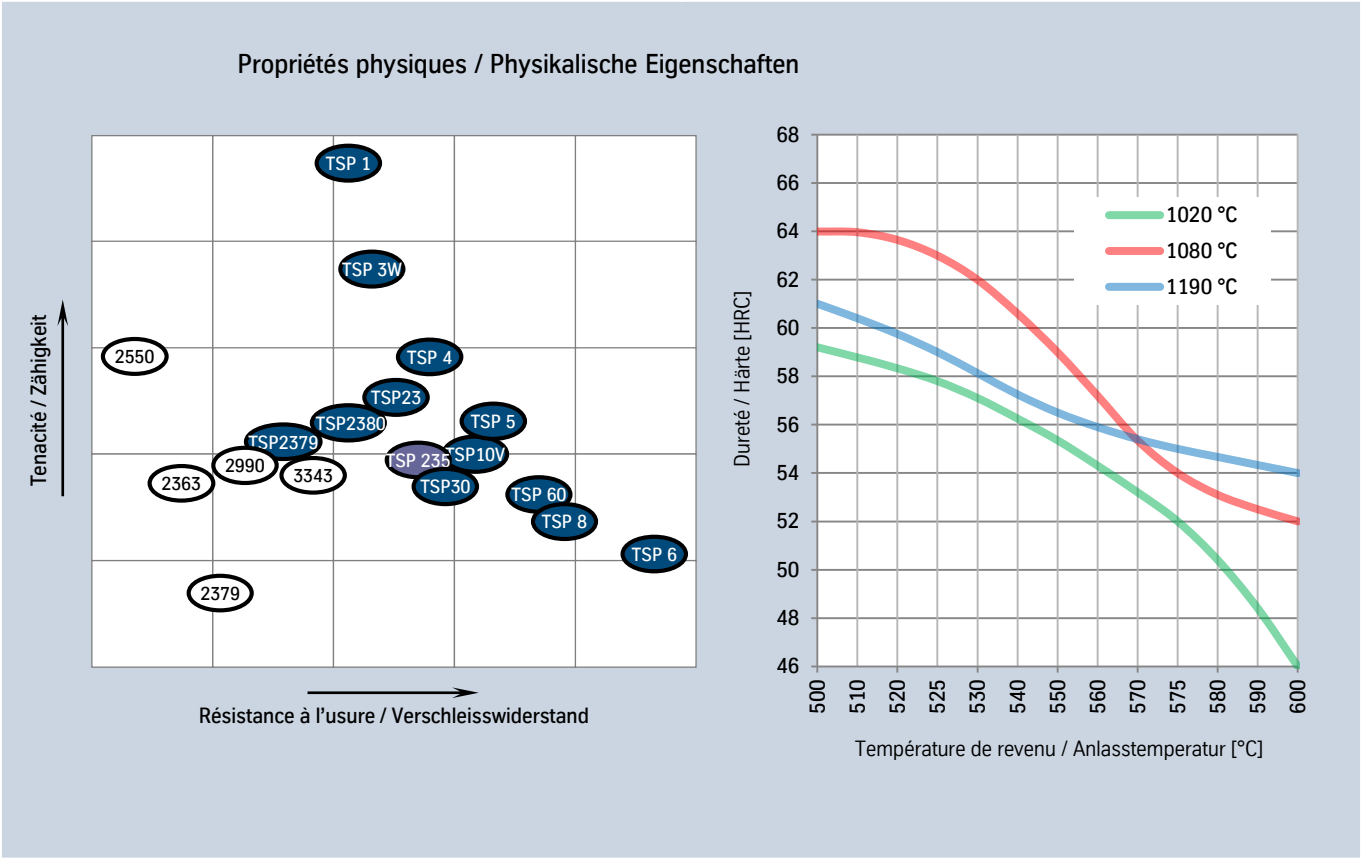 Propriétés physiques / Physikalische Eigenschaften
Tenacité / Zähigkeit
TSP 1
TSP 3W
2550
TSP 4
TSP23
TSP2380
TSP 5
TSP2379
TSP 235
TSP10V
2990
3343
2363
TSP30
TSP 60
TSP 8
TSP 6
2379
Résistance à l'usure / Verschleisswiderstand
Dureté / Härte [HRC]
68
66
64
62
60
58
56
54
52
50
48
46
1020 °C
1080 °C
1190 °C
500
510
520
525
530
540
550
560
570
575
580
590
600
Température de revenu / Anlasstemperatur [°C]